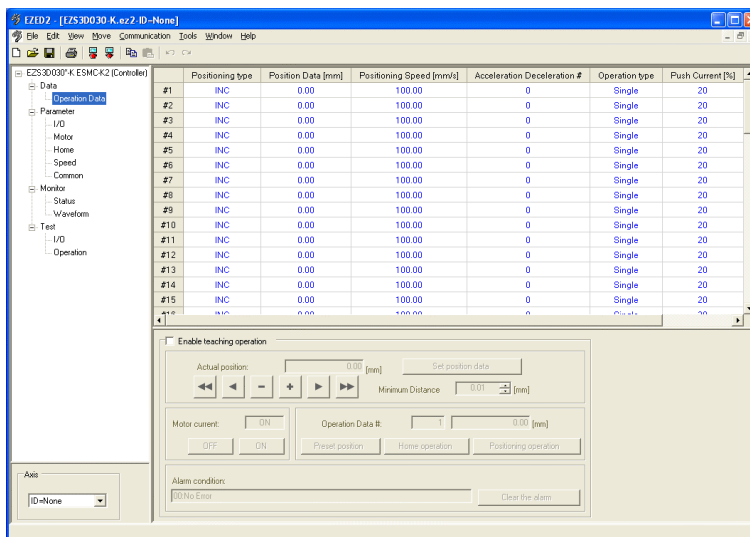 EZED2 - [EZS3D030-K.ez2-ID=None]
File Edit View Move Communication Tools Window Help
EZS3D030*-K ESMC-K2 (Controller)
Data
Operation Data
Parameter
I/O
Motor
Home
Speed
Common
Monitor
Status
Waveform
Test
I/O
Operation
Axis
ID=None
Positioning type Position Data [mm] Positioning Speed [mm/s] Acceleration Deceleration # Operation type Push Current [%]
#1 INC 0.00 100.00 0 Single 20
#2 INC 0.00 100.00 0 Single 20
#3 INC 0.00 100.00 0 Single 20
#4 INC 0.00 100.00 0 Single 20
#5 INC 0.00 100.00 0 Single 20
#6 INC 0.00 100.00 0 Single 20
#7 INC 0.00 100.00 0 Single 20
#8 INC 0.00 100.00 0 Single 20
#9 INC 0.00 100.00 0 Single 20
#10 INC 0.00 100.00 0 Single 20
#11 INC 0.00 100.00 0 Single 20
#12 INC 0.00 100.00 0 Single 20
#13 INC 0.00 100.00 0 Single 20
#14 INC 0.00 100.00 0 Single 20
#15 INC 0.00 100.00 0 Single 20
#16 INC 0.00 100.00 0 Single 20
Enable teaching operation
Actual position: 0.00 [mm] Set position data
Minimum Distance 0.01 [mm]
Motor current: ON
OFF ON
Operation Data #: 1 0.00 [mm]
Preset position Home operation Positioning operation
Alarm condition:
00:No Error Clear the alarm